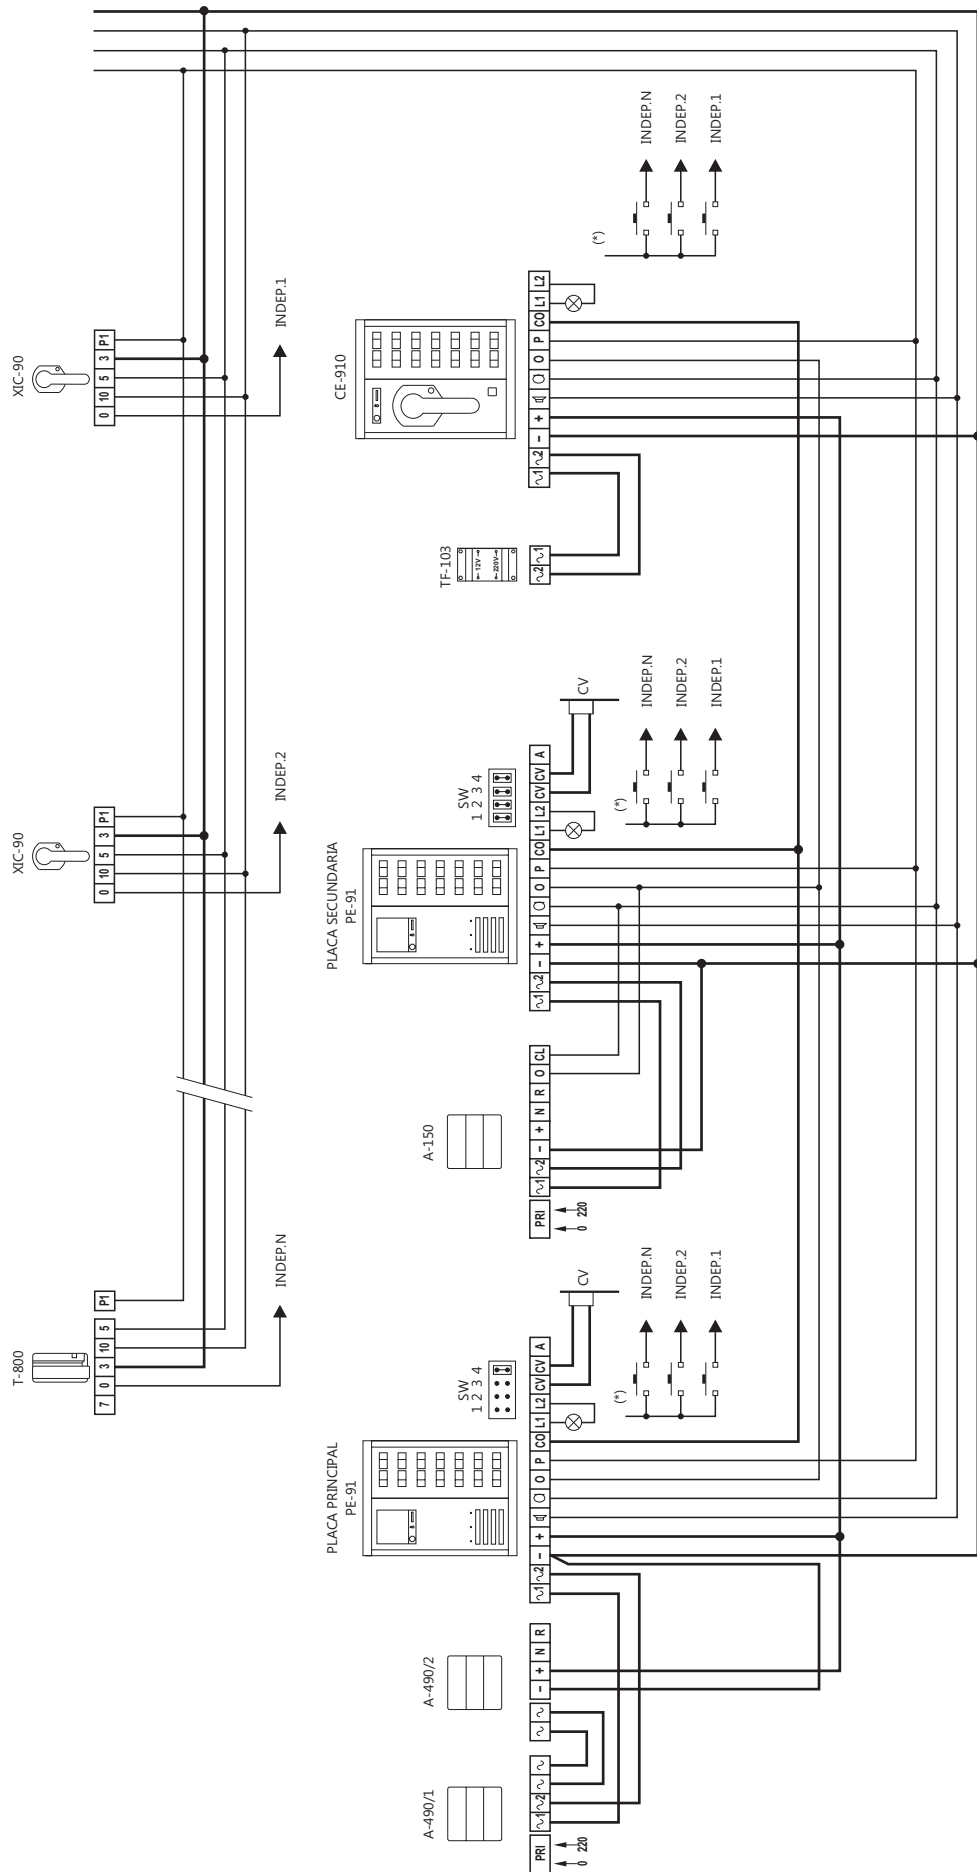 T-800
XIC-90
XIC-90
7 0 3 10 5 P1
0 10 5 3 P1
0 10 5 3 P1
INDEP.N
INDEP.2
INDEP.1
PLACA PRINCIPAL
PE-91
PLACA SECUNDARIA
PE-91
CE-910
A-490/1
A-490/2
A-150
TF-103
12V
220V
SW
1 2 3 4
SW
1 2 3 4
PRI
~1 ~2 ~ ~
~ ~
- + N R
~1 ~2 - + O P CO L1 L2 CV CV A
PRI
~1 ~2 - + N R O CL
~1 ~2 - + O P CO L1 L2 CV CV A
~2 ~1
~1 ~2 - + O P CO L1 L2
0 220
CV
0 220
CV
(*)
INDEP.N
INDEP.2
INDEP.1
(*)
INDEP.N
INDEP.2
INDEP.1
(*)
INDEP.N
INDEP.2
INDEP.1